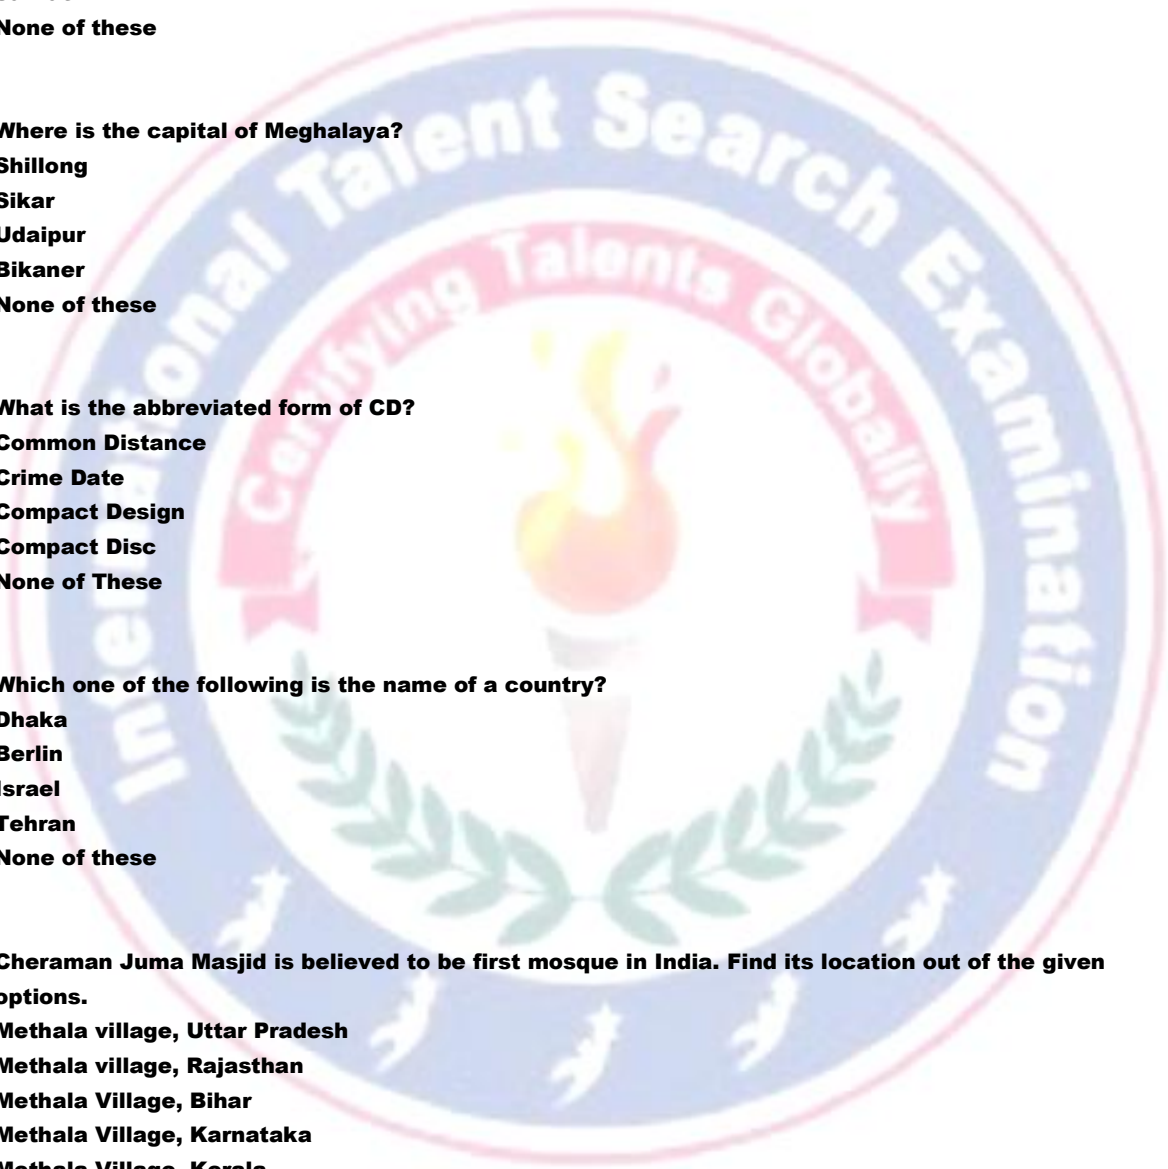 None of these
Where is the capital of Meghalaya?
Shillong
Sikar
Udaipur
Bikaner
None of these
What is the abbreviated form of CD?
Common Distance
Crime Date
Compact Design
Compact Disc
None of These
Which one of the following is the name of a country?
Dhaka
Berlin
Israel
Tehran
None of these
Cheraman Juma Masjid is believed to be first mosque in India. Find its location out of the given
options.
Methala village, Uttar Pradesh
Methala village, Rajasthan
Methala Village, Bihar
Methala Village, Karnataka
Methala Village, Kerala
International Talent Search Examination
Certifying Talents Globally